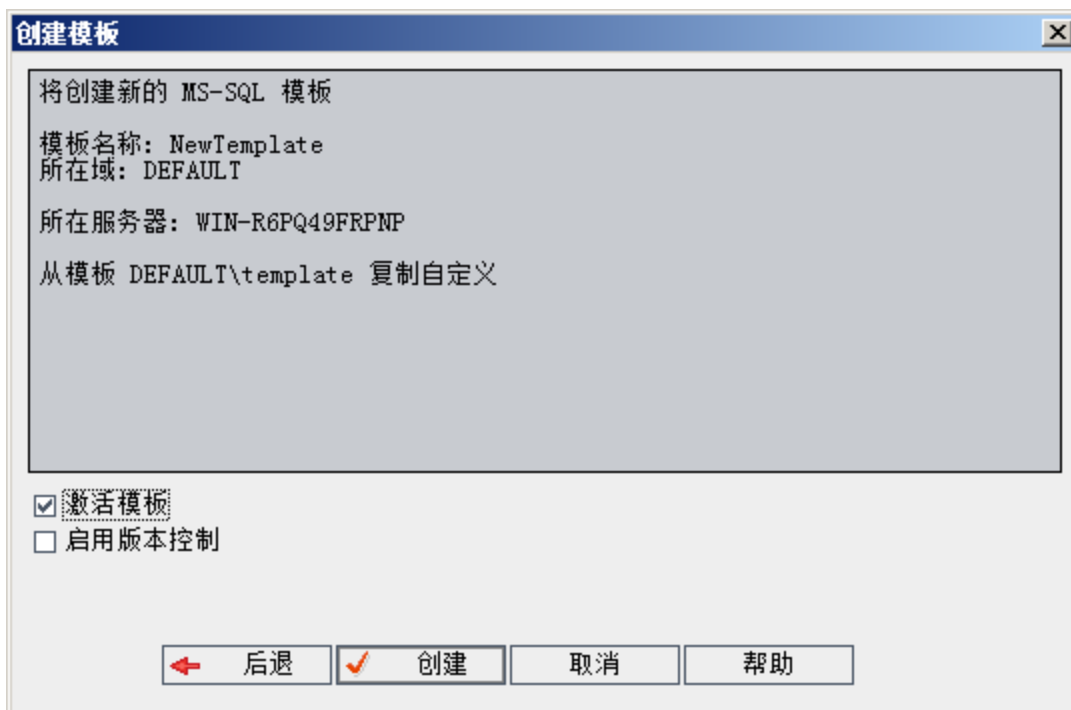 创建模板
将创建新的 MS-SQL 模板
模板名称: NewTemplate
所在域: DEFAULT
所在服务器: WIN-R6PQ49FRPNP
从模板 DEFAULT\template 复制自定义
激活模板
启用版本控制
后退 创建 取消 帮助